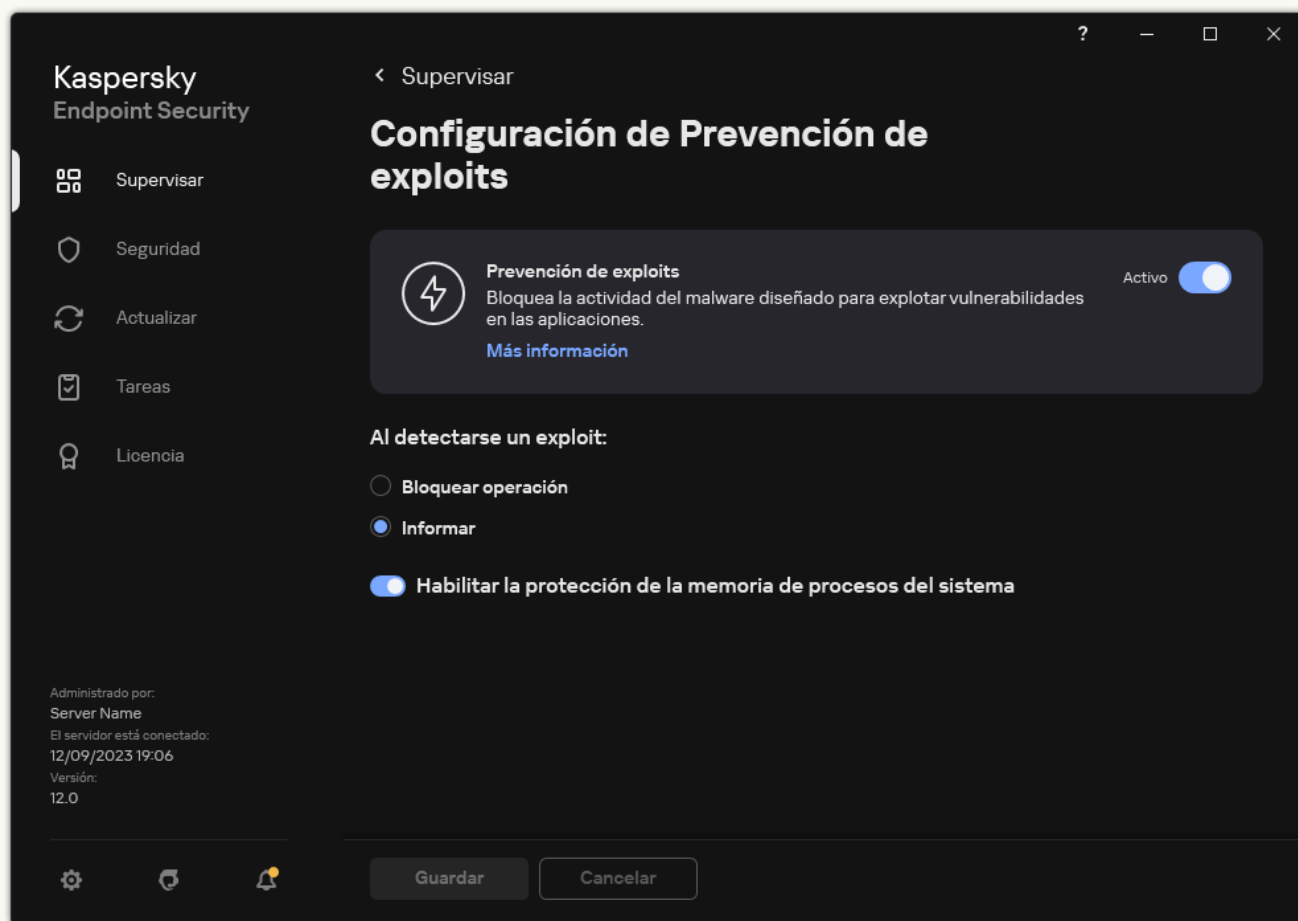 ?
Kaspersky
Endpoint Security
Supervisar
Seguridad
Actualizar
Tareas
Licencia
Administrado por:
Server Name
El servidor está conectado:
12/09/2023 19:06
Versión:
12.0
Supervisar
Configuración de Prevención de
exploits
Prevención de exploits
Bloquea la actividad del malware diseñado para explotar vulnerabilidades
en las aplicaciones.
Más información
Activo
Al detectarse un exploit:
Bloquear operación
Informar
Habilitar la protección de la memoria de procesos del sistema
Guardar
Cancelar